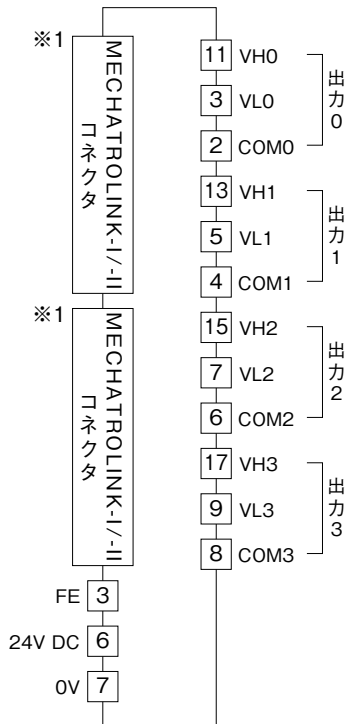 ※1
MECHATROLINK-I/-II
コネクタ
※1
MECHATROLINK-I/-II
コネクタ
FE 3
24V DC 6
0V 7
11 VH0
3 VL0
2 COM0
出力0
13 VH1
5 VL1
4 COM1
出力1
15 VH2
7 VL2
6 COM2
出力2
17 VH3
9 VL3
8 COM3
出力3